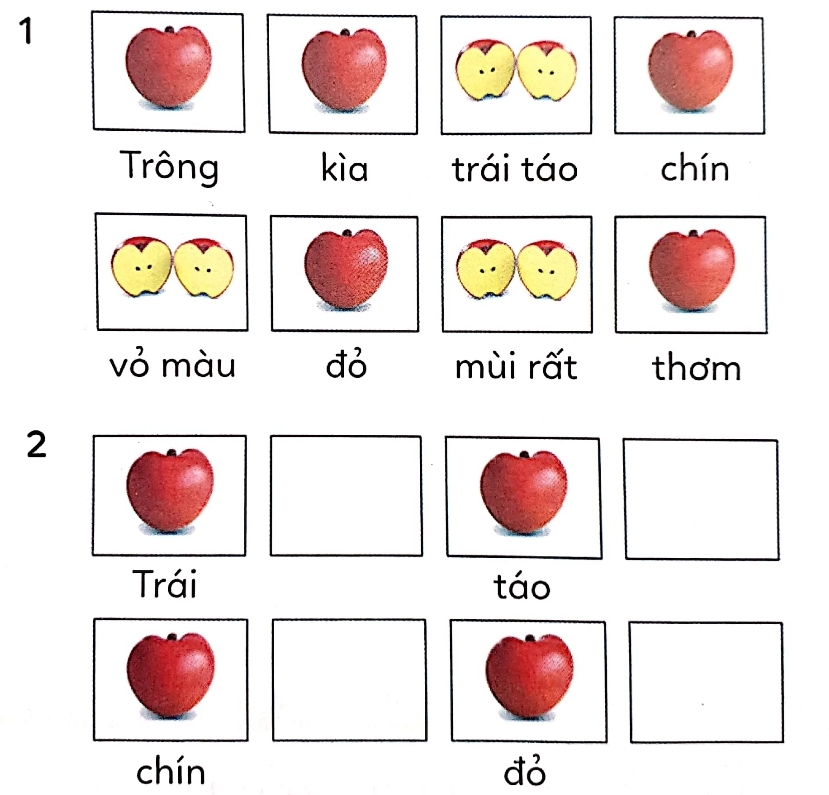 1
Trông kìa trái táo chín
vỏ màu đỏ mùi rất thơm
2
Trái táo
chín đỏ